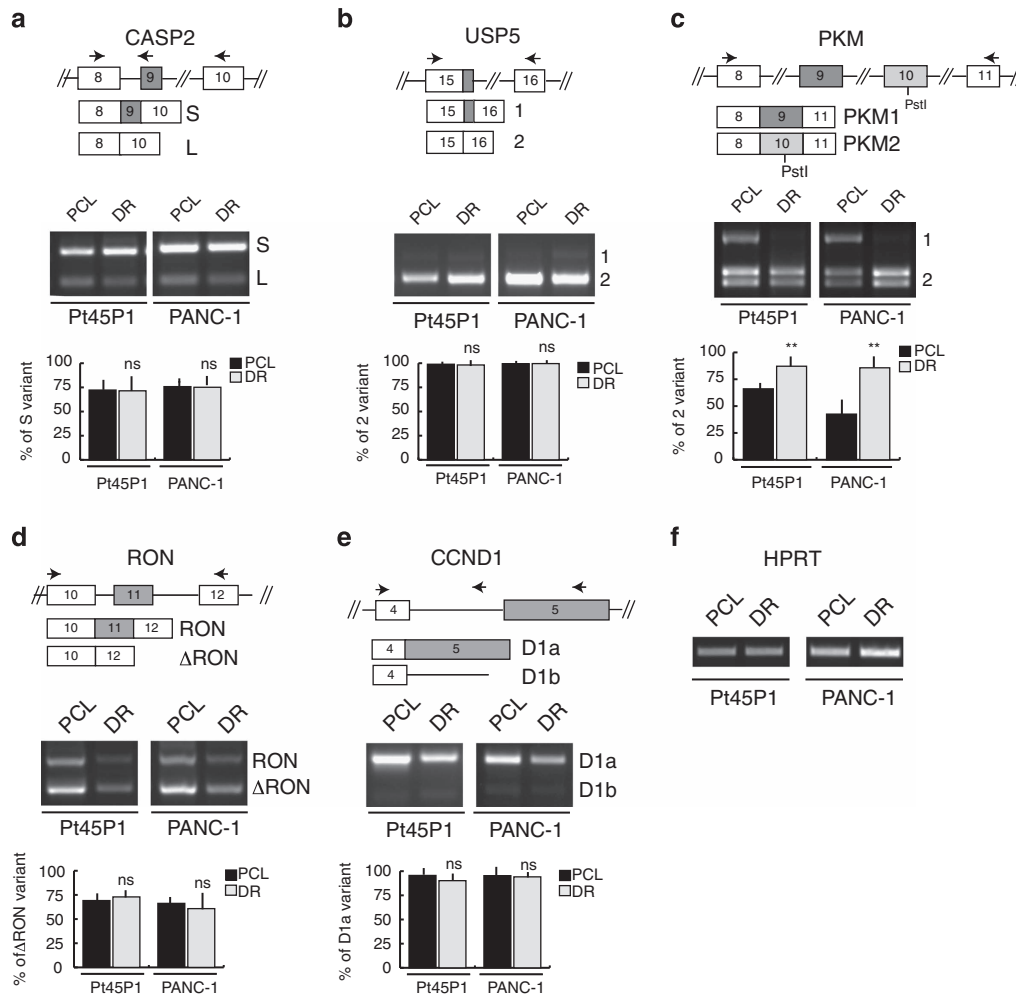 a
CASP2
8
9
10
8
9
10
S
8
10
L
PCL
DR
PCL
DR
S
L
Pt45P1
PANC-1
% of S variant
100
75
50
25
0
ns
ns
PCL
DR
Pt45P1
PANC-1
b
USP5
15
16
15
16
1
15
16
2
PCL
DR
PCL
DR
1
2
Pt45P1
PANC-1
% of 2 variant
100
75
50
25
0
ns
ns
PCL
DR
Pt45P1
PANC-1
c
PKM
8
9
10
11
PstI
8
9
11
PKM1
8
10
11
PKM2
PstI
PCL
DR
PCL
DR
1
2
Pt45P1
PANC-1
% of 2 variant
100
75
50
25
0
**
**
PCL
DR
Pt45P1
PANC-1
d
RON
10
11
12
10
11
12
RON
10
12
ΔRON
PCL
DR
PCL
DR
RON
ΔRON
Pt45P1
PANC-1
% of ΔRON variant
100
75
50
25
0
ns
ns
PCL
DR
Pt45P1
PANC-1
e
CCND1
4
5
4
5
D1a
4
D1b
PCL
DR
PCL
DR
D1a
D1b
Pt45P1
PANC-1
% of D1a variant
100
75
50
25
0
ns
ns
PCL
DR
Pt45P1
PANC-1
f
HPRT
PCL
DR
PCL
DR
Pt45P1
PANC-1